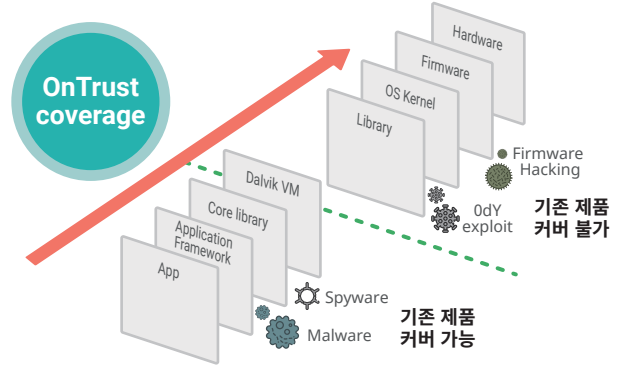 OnTrust
coverage
Hardware
Firmware
OS Kernel
Library
Firmware
Hacking
0dY
exploit
기존 제품
커버 불가
Dalvik VM
Core library
Application
Framework
App
Spyware
Malware
기존 제품
커버 가능